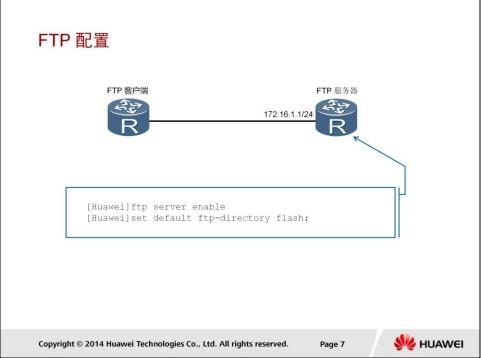 FTP 配置
FTP 客户端
FTP 服务器
172.16.1.1/24
R
R
[Huawei]ftp server enable
[Huawei]set default ftp-directory flash:
Copyright © 2014 Huawei Technologies Co., Ltd. All rights reserved.
Page 7
HUAWEI